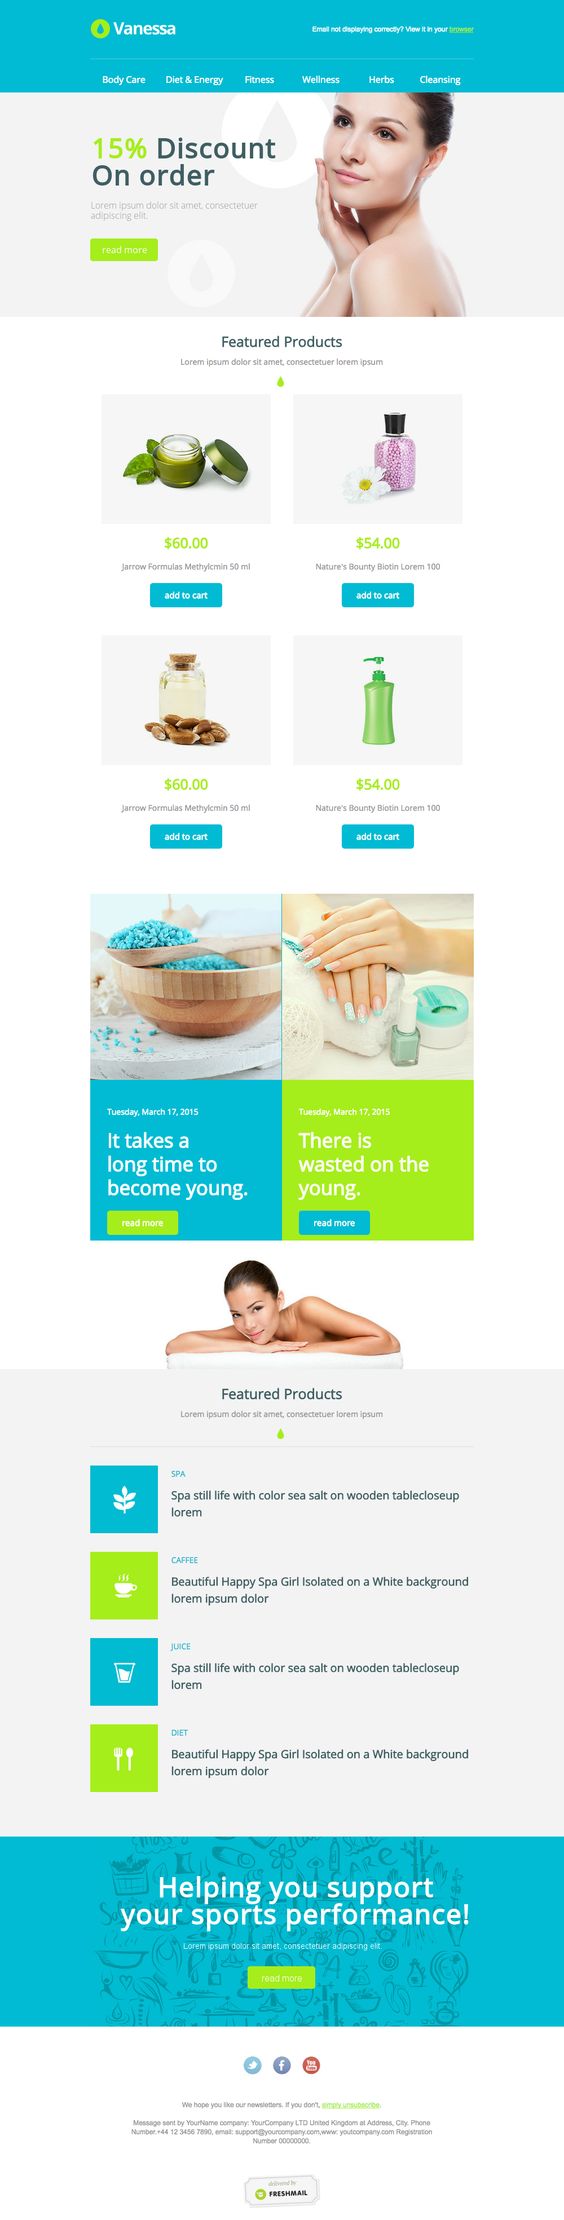 Vanessa
Email not displaying correctly? View it in your browser
Body Care Diet & Energy Fitness Wellness Herbs Cleansing
15% Discount
On order
Lorem ipsum dolor sit amet, consectetuer
adipiscing elit.
read more
Featured Products
Lorem ipsum dolor sit amet, consectetuer lorem ipsum
$60.00
Jarrow Formulas Methylcmin 50 ml
add to cart
$54.00
Nature's Bounty Biotin Lorem 100
add to cart
$60.00
Jarrow Formulas Methylcmin 50 ml
add to cart
$54.00
Nature's Bounty Biotin Lorem 100
add to cart
Tuesday, March 17, 2015
It takes a
long time to
become young.
read more
Tuesday, March 17, 2015
There is
wasted on the
young.
read more
Featured Products
Lorem ipsum dolor sit amet, consectetuer lorem ipsum
SPA
Spa still life with color sea salt on wooden tablecloseup
lorem
CAFFEE
Beautiful Happy Spa Girl Isolated on a White background
lorem ipsum dolor
JUICE
Spa still life with color sea salt on wooden tablecloseup
lorem
DIET
Beautiful Happy Spa Girl Isolated on a White background
lorem ipsum dolor
Helping you support
your sports performance!
Lorem ipsum dolor sit amet, consectetuer adipiscing elit.
read more
You
Tube
We hope you like our newsletters. If you don't, simply unsubscribe.
Message sent by YourName company: YourCompany LTD United Kingdom at Address, City. Phone
Number.+44 12 3456 7890, email: support@yourcompany.com,www: youtcompany.com Registration
Number 00000000.
delivered by
FRESHMAIL